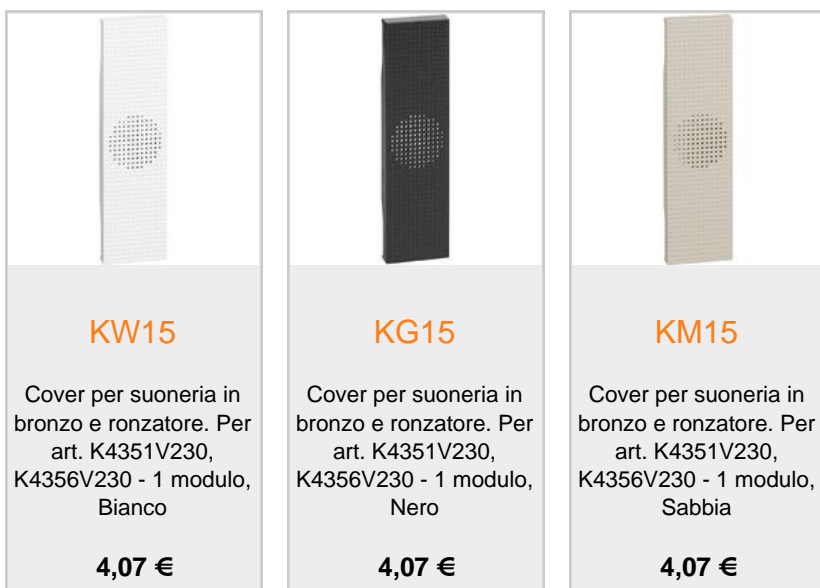 KW15
Cover per suoneria in
bronzo e ronzatore. Per
art. K4351V230,
K4356V230 - 1 modulo,
Bianco
4,07 €
KG15
Cover per suoneria in
bronzo e ronzatore. Per
art. K4351V230,
K4356V230 - 1 modulo,
Nero
4,07 €
KM15
Cover per suoneria in
bronzo e ronzatore. Per
art. K4351V230,
K4356V230 - 1 modulo,
Sabbia
4,07 €